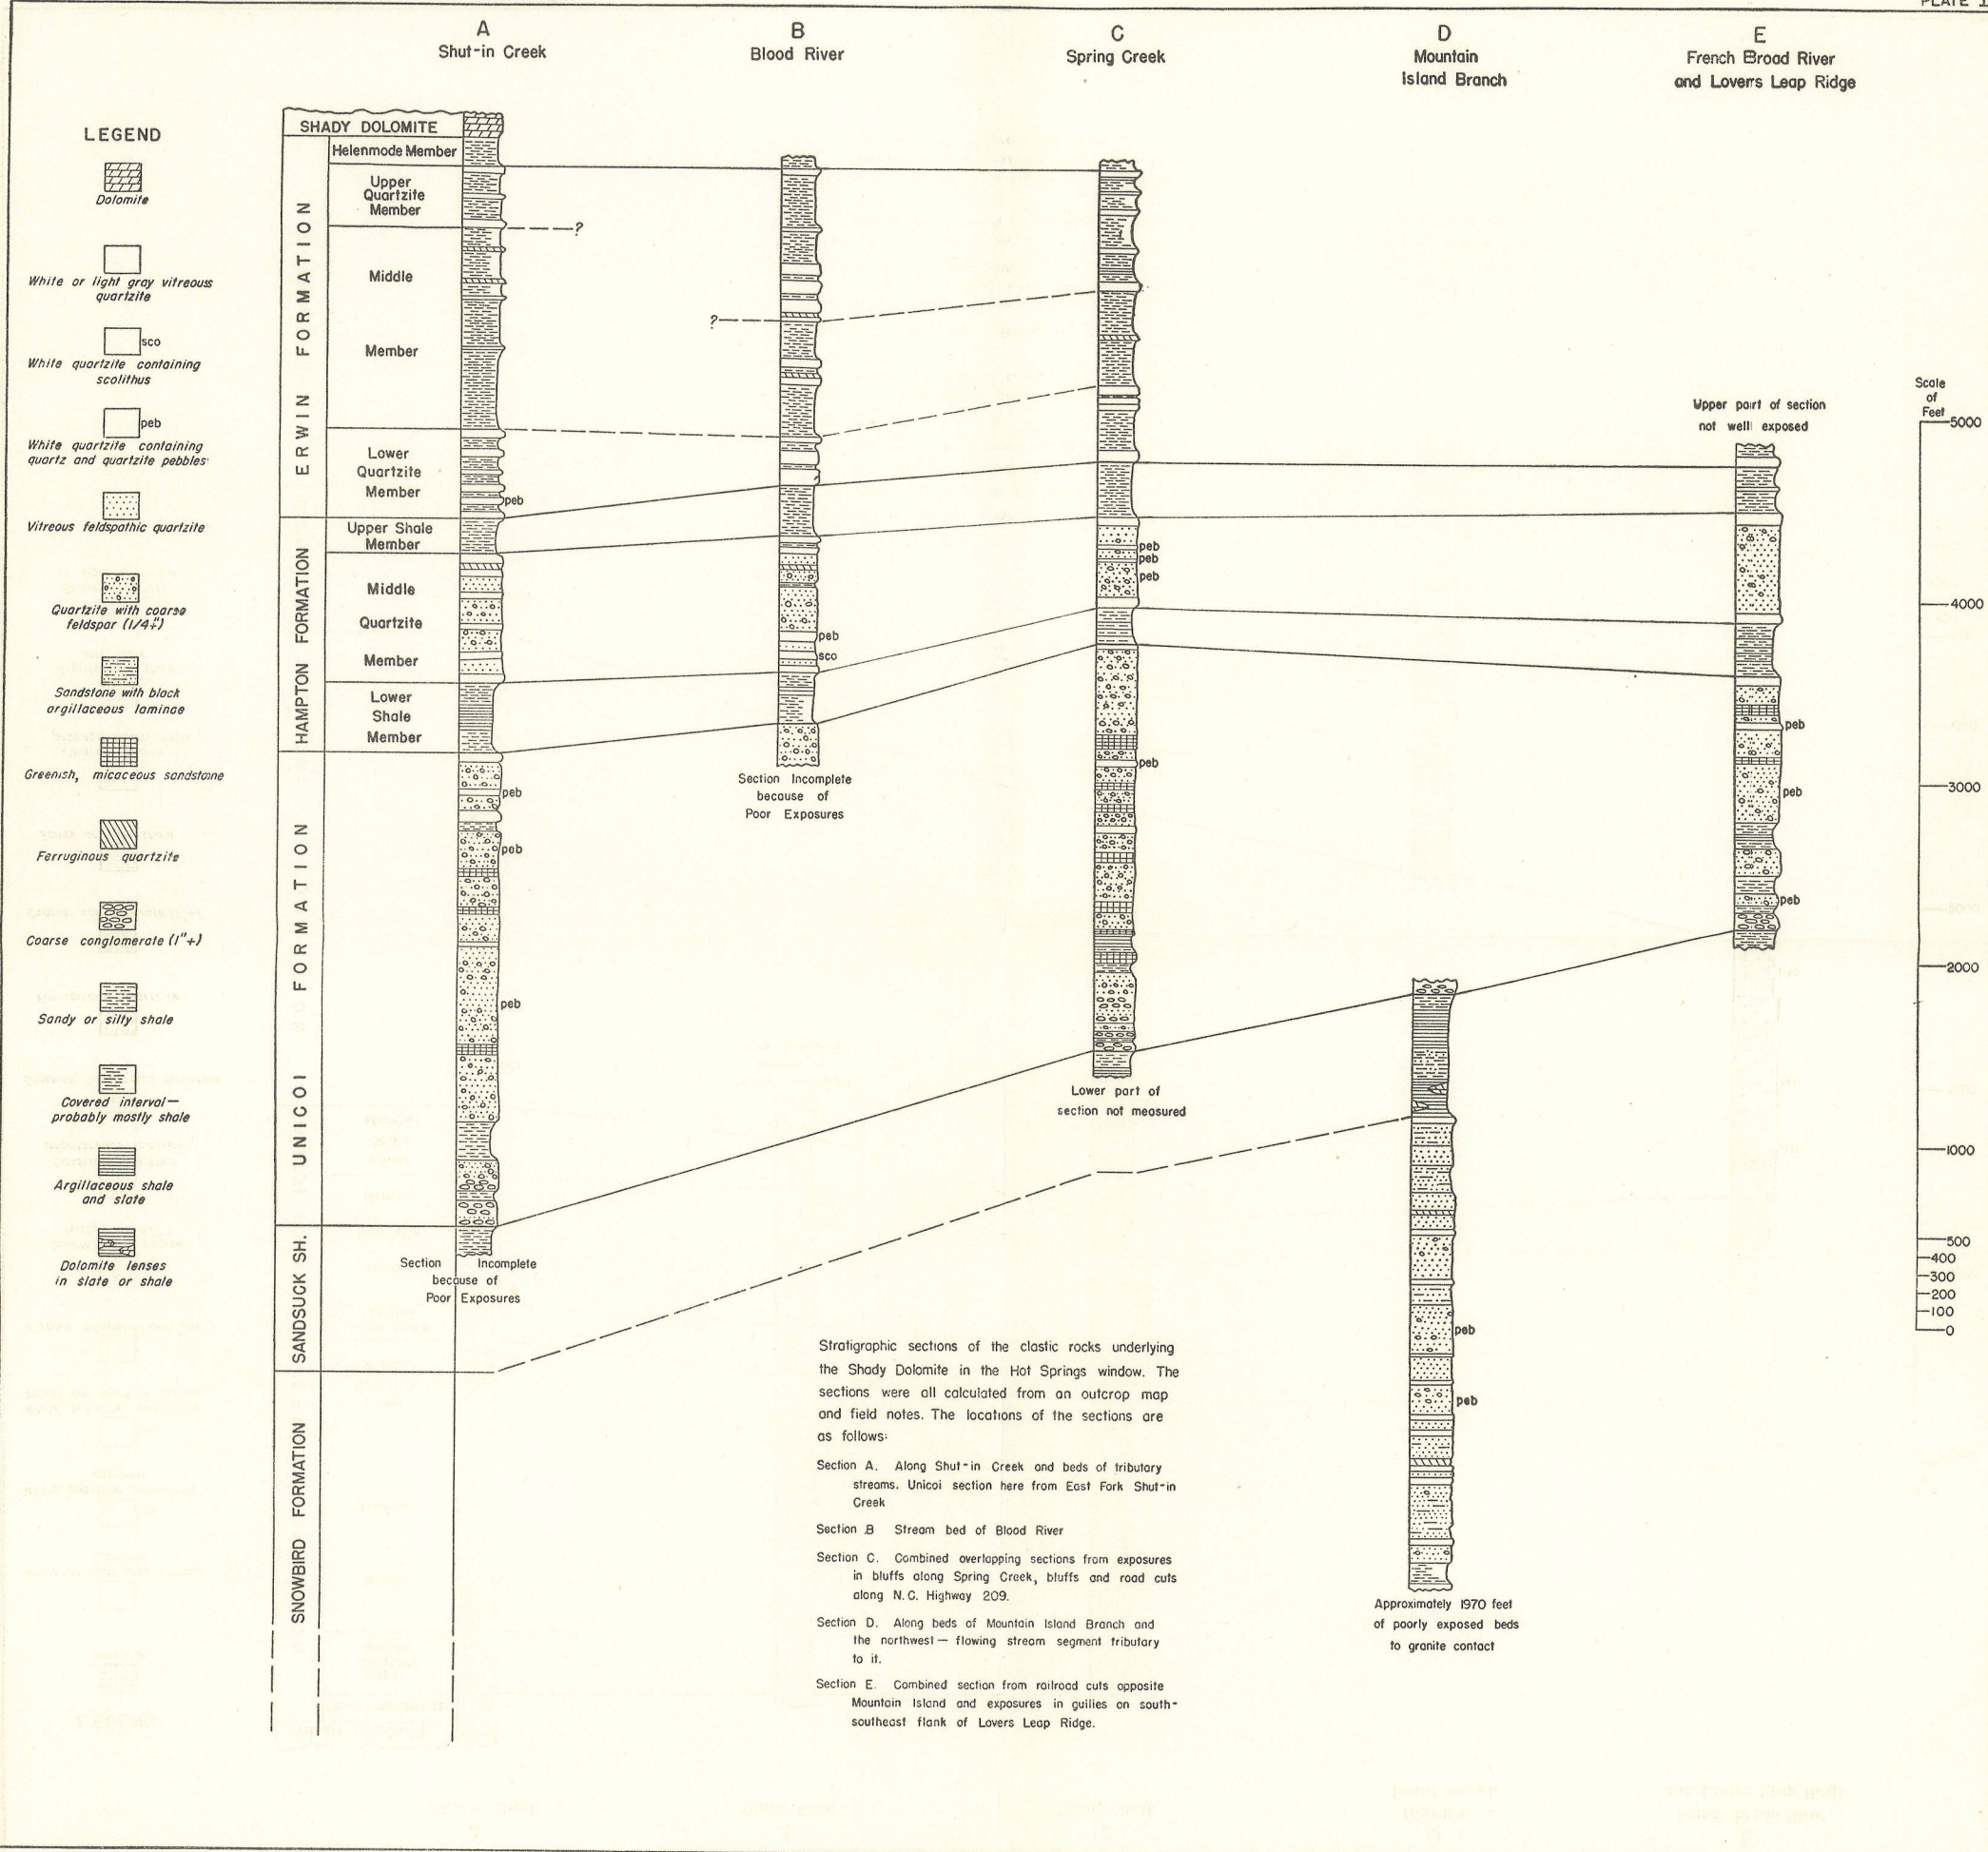 PLATE 1
A
Shut-in Creek
B
Blood River
C
Spring Creek
D
Mountain
Island Branch
E
French Broad River
and Lovers Leap Ridge
LEGEND
Dolomite
White or light gray vitreous
quartzite
sco
White quartzite containing
scolithus
peb
White quartzite containing
quartz and quartzite pebbles
Vitreous feldspathic quartzite
Quartzite with coarse
feldspar (1/4"+)
Sandstone with black
argillaceous laminae
Greenish, micaceous sandstone
Ferruginous quartzite
Coarse conglomerate (1"+)
Sandy or silty shale
Covered interval—
probably mostly shale
Argillaceous shale
and slate
Dolomite lenses
in slate or shale
SHADY DOLOMITE
ERWIN FORMATION
Helenmode Member
Upper
Quartzite
Member
Middle
Member
Lower
Quartzite
Member
HAMPTON FORMATION
Upper Shale
Member
Middle
Quartzite
Member
Lower
Shale
Member
UNICOI FORMATION
SANDSUCK SH.
SNOWBIRD FORMATION
?
peb
peb
peb
peb
Section Incomplete
because of
Poor Exposures
?
?
peb
sco
Section Incomplete
because of
Poor Exposures
peb
peb
peb
peb
Lower part of
section not measured
peb
peb
Approximately 1970 feet
of poorly exposed beds
to granite contact
Upper part of section
not well exposed
peb
peb
peb
Scale
of
Feet
5000
4000
3000
2000
1000
500
400
300
200
100
0
Stratigraphic sections of the clastic rocks underlying
the Shady Dolomite in the Hot Springs window. The
sections were all calculated from an outcrop map
and field notes. The locations of the sections are
as follows:
Section A. Along Shut-in Creek and beds of tributary
streams. Unicoi section here from East Fork Shut-in
Creek
Section B Stream bed of Blood River
Section C. Combined overlapping sections from exposures
in bluffs along Spring Creek, bluffs and road cuts
along N.C. Highway 209.
Section D. Along beds of Mountain Island Branch and
the northwest — flowing stream segment tributary
to it.
Section E. Combined section from railroad cuts opposite
Mountain Island and exposures in gullies on south-
southeast flank of Lovers Leap Ridge.